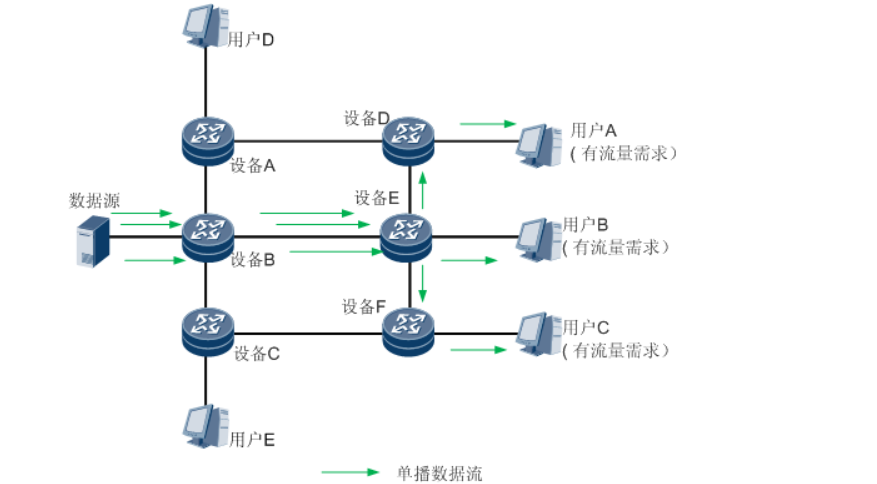 用户D
设备D
用户A
(有流量需求)
设备A
设备E
数据源
用户B
(有流量需求)
设备B
设备F
用户C
(有流量需求)
设备C
用户E
单播数据流